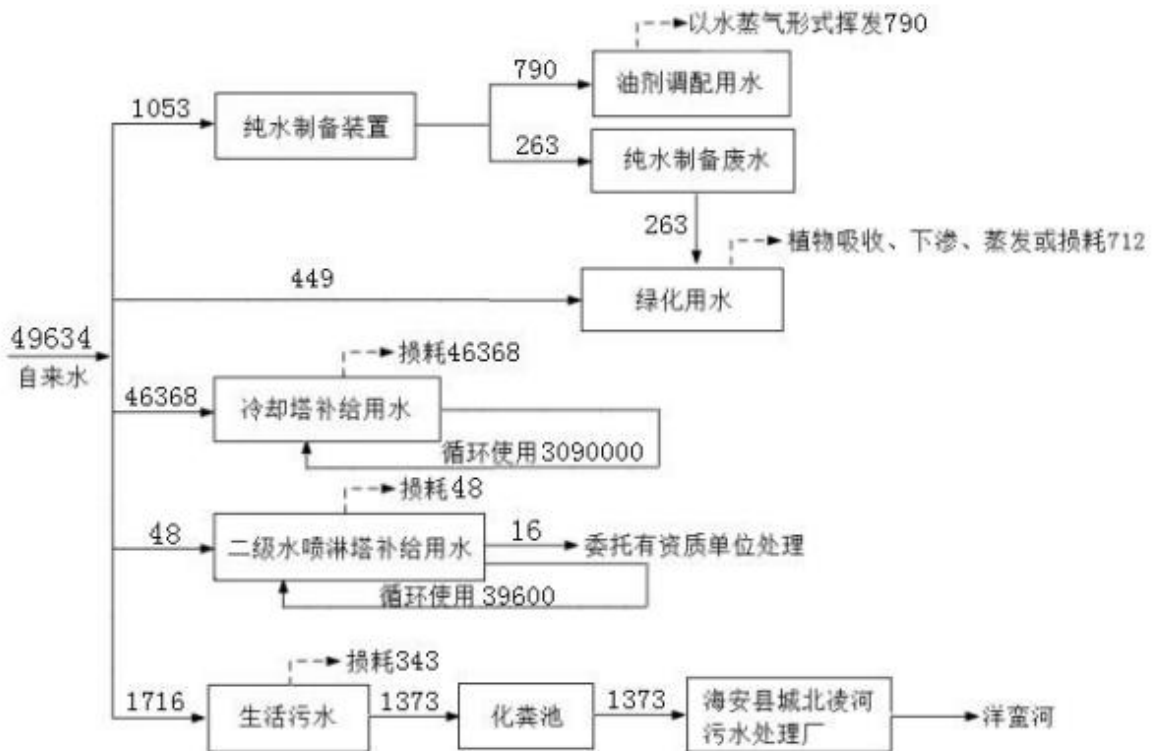 以水蒸气形式挥发790
790
油剂调配用水
1053
纯水制备装置
263
纯水制备废水
263
植物吸收、下渗、蒸发或损耗712
449
绿化用水
49634
自来水
损耗46368
46368
冷却塔补给用水
循环使用3090000
损耗48
48
二级水喷淋塔补给用水
16
委托有资质单位处理
循环使用39600
损耗343
1716
生活污水
1373
化粪池
1373
海安县城北凌河
污水处理厂
洋蛮河